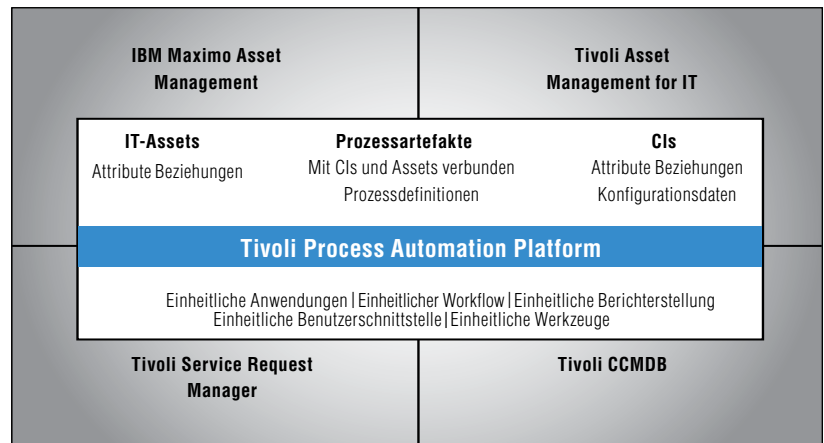 IBM Maximo Asset
Management
Tivoli Asset
Management for IT
IT-Assets
Attribute Beziehungen
Prozessartefakte
Mit CIs und Assets verbunden
Prozessdefinitionen
CIs
Attribute Beziehungen
Konfigurationsdaten
Tivoli Process Automation Platform
Einheitliche Anwendungen | Einheitlicher Workflow | Einheitliche Berichterstellung
Einheitliche Benutzerschnittstelle | Einheitliche Werkzeuge
Tivoli Service Request
Manager
Tivoli CCMDB